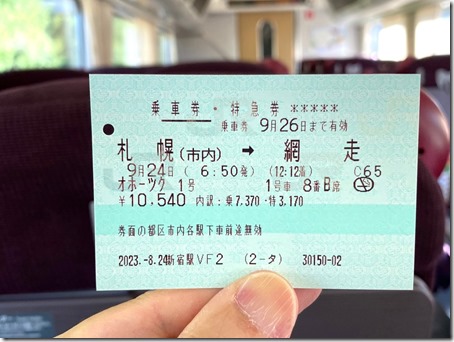 乗車券・特急券 *****
乗車券 9月26日まで有効
札幌(市内) → 網走
9月24日 ( 6:50発) (12:12着) C65
オホーツク 1号 1号車 8番B席
¥10,540 内訳:乗7,370・特3,170
券面の都区市内各駅下車前途無効
2023.-8.24新宿駅VF2 (2-タ) 30150-02